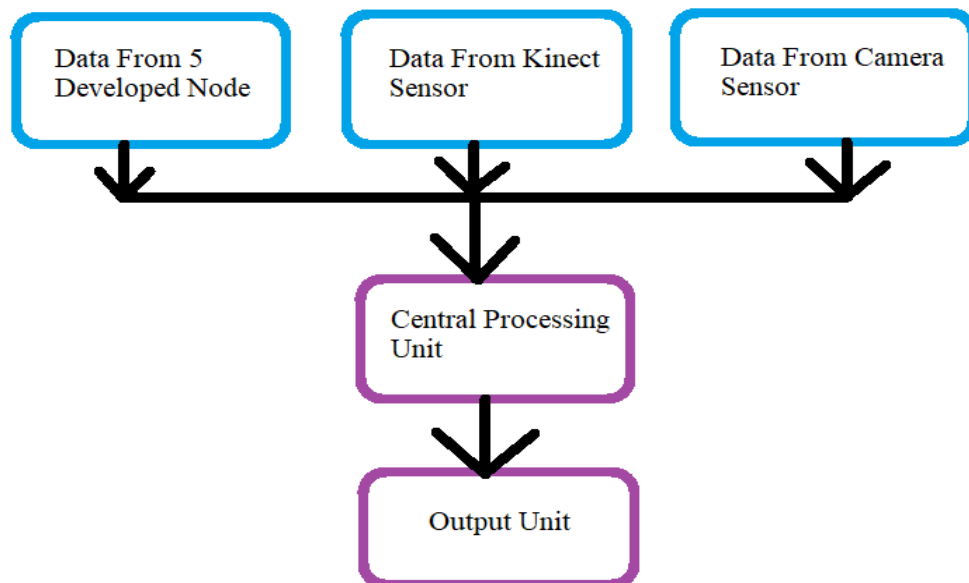 Data From 5
Developed Node
Data From Kinect
Sensor
Data From Camera
Sensor
Central Processing
Unit
Output Unit